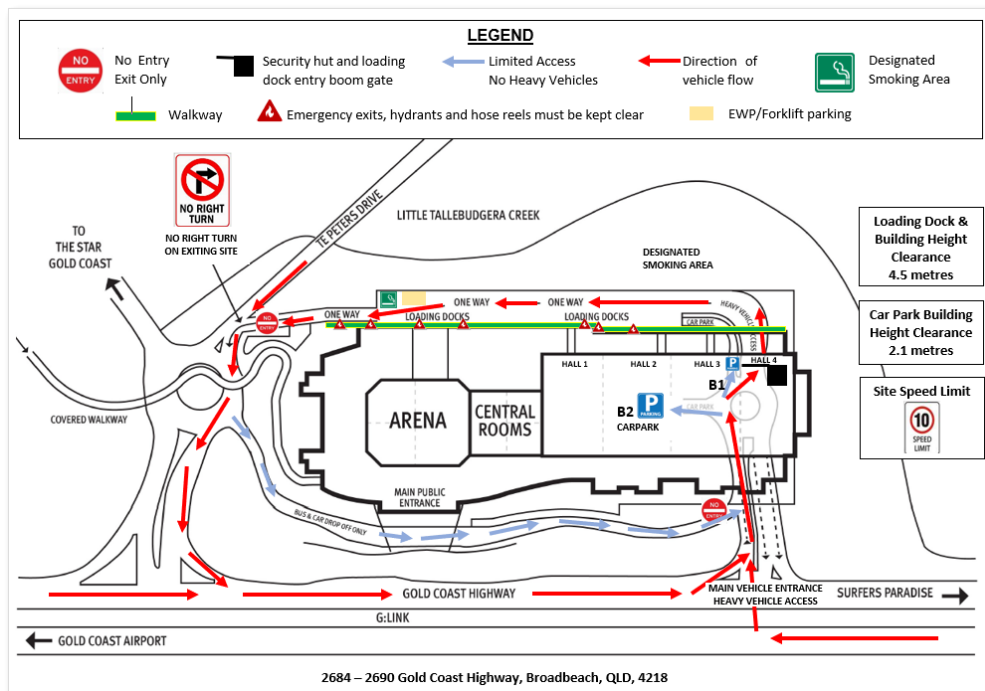 LEGEND
NO
ENTRY
No Entry
Exit Only
Security hut and loading
dock entry boom gate
Limited Access
No Heavy Vehicles
Direction of
vehicle flow
Designated
Smoking Area
Walkway
Emergency exits, hydrants and hose reels must be kept clear
EWP/Forklift parking
NO RIGHT
TURN
NO RIGHT TURN
ON EXITING SITE
TO
THE STAR
GOLD COAST
TE PETERS DRIVE
LITTLE TALLEBUDGERA CREEK
DESIGNATED
SMOKING AREA
Loading Dock &
Building Height
Clearance
4.5 metres
Car Park Building
Height Clearance
2.1 metres
Site Speed Limit
10
SPEED
LIMIT
NO
ENTRY
ONE WAY
ONE WAY
ONE WAY
LOADING DOCKS
LOADING DOCKS
CAR PARK
HEAVY VEHICLE ACCESS
HALL 1
HALL 2
HALL 3
P
HALL 4
B1
B2
P
PARKING
CARPARK
CAR PARK
ARENA
CENTRAL
ROOMS
COVERED WALKWAY
MAIN PUBLIC
ENTRANCE
BUS & CAR DROP OFF ONLY
NO
ENTRY
GOLD COAST HIGHWAY
MAIN VEHICLE ENTRANCE
HEAVY VEHICLE ACCESS
SURFERS PARADISE
G:LINK
GOLD COAST AIRPORT
2684 – 2690 Gold Coast Highway, Broadbeach, QLD, 4218